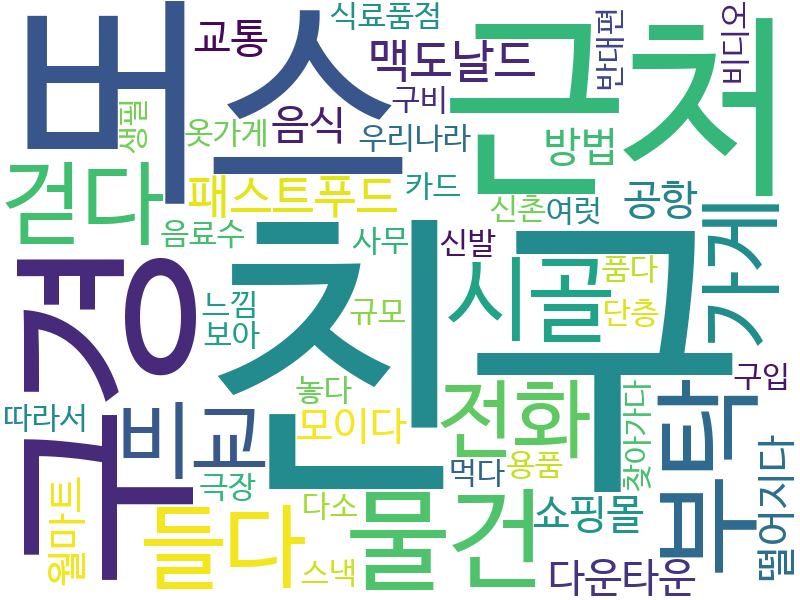 식료품점
교통
버스
근처
반대편
비디오
맥도날드
구비
생필
옷가게
음식
우리나라
방법
걷다
패스트푸드
카드
신촌
여럿
공항
음료수
사무
신발
가게
구경
친구
시골
품다
느낌
보아
규모
단층
놓다
전화
부탁
구입
따라서
비교
모이다
찾아가다
먹다
용품
떨어지다
월마트
극장
들다
다소
물건
쇼핑몰
스낵
다운타운